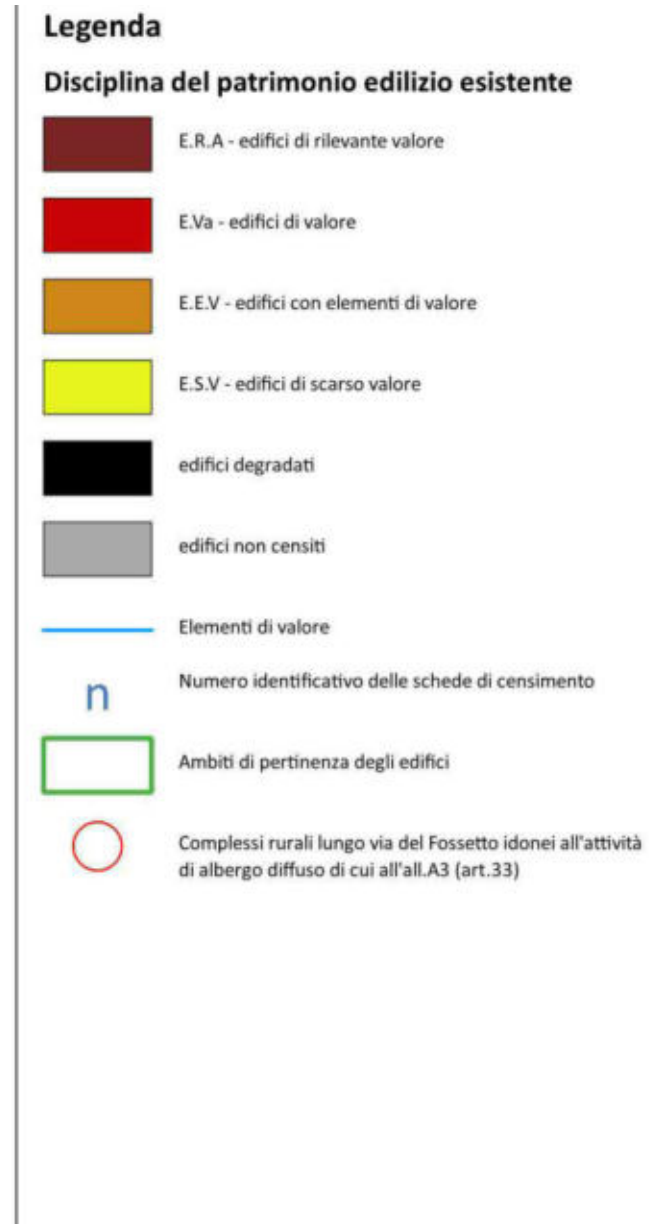 Legenda
Disciplina del patrimonio edilizio esistente
E.R.A - edifici di rilevante valore
E.Va - edifici di valore
E.E.V - edifici con elementi di valore
E.S.V - edifici di scarso valore
edifici degradati
edifici non censiti
Elementi di valore
n
Numero identificativo delle schede di censimento
Ambiti di pertinenza degli edifici
Complessi rurali lungo via del Fossetto idonei all'attività
di albergo diffuso di cui all'all.A3 (art.33)